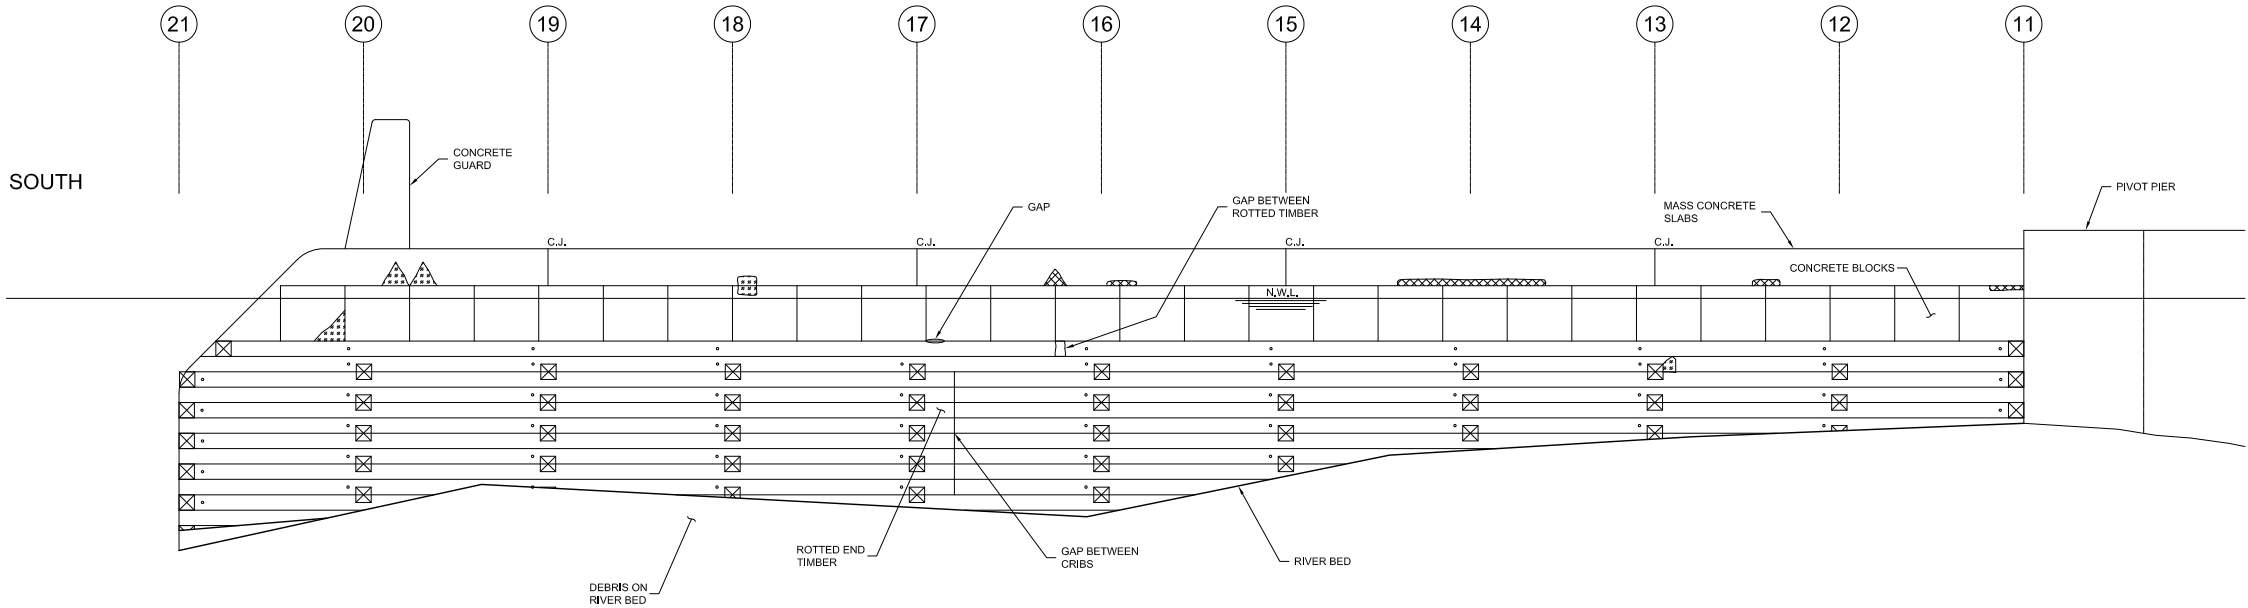 21 20 19 18 17 16 15 14 13 12 11
CONCRETE
GUARD
SOUTH
PIVOT PIER
GAP
GAP BETWEEN
ROTTED TIMBER
MASS CONCRETE
SLABS
C.J. C.J. C.J. C.J.
CONCRETE BLOCKS
N.W.L.
ROTTED END
TIMBER
GAP BETWEEN
CRIBS
RIVER BED
DEBRIS ON
RIVER BED